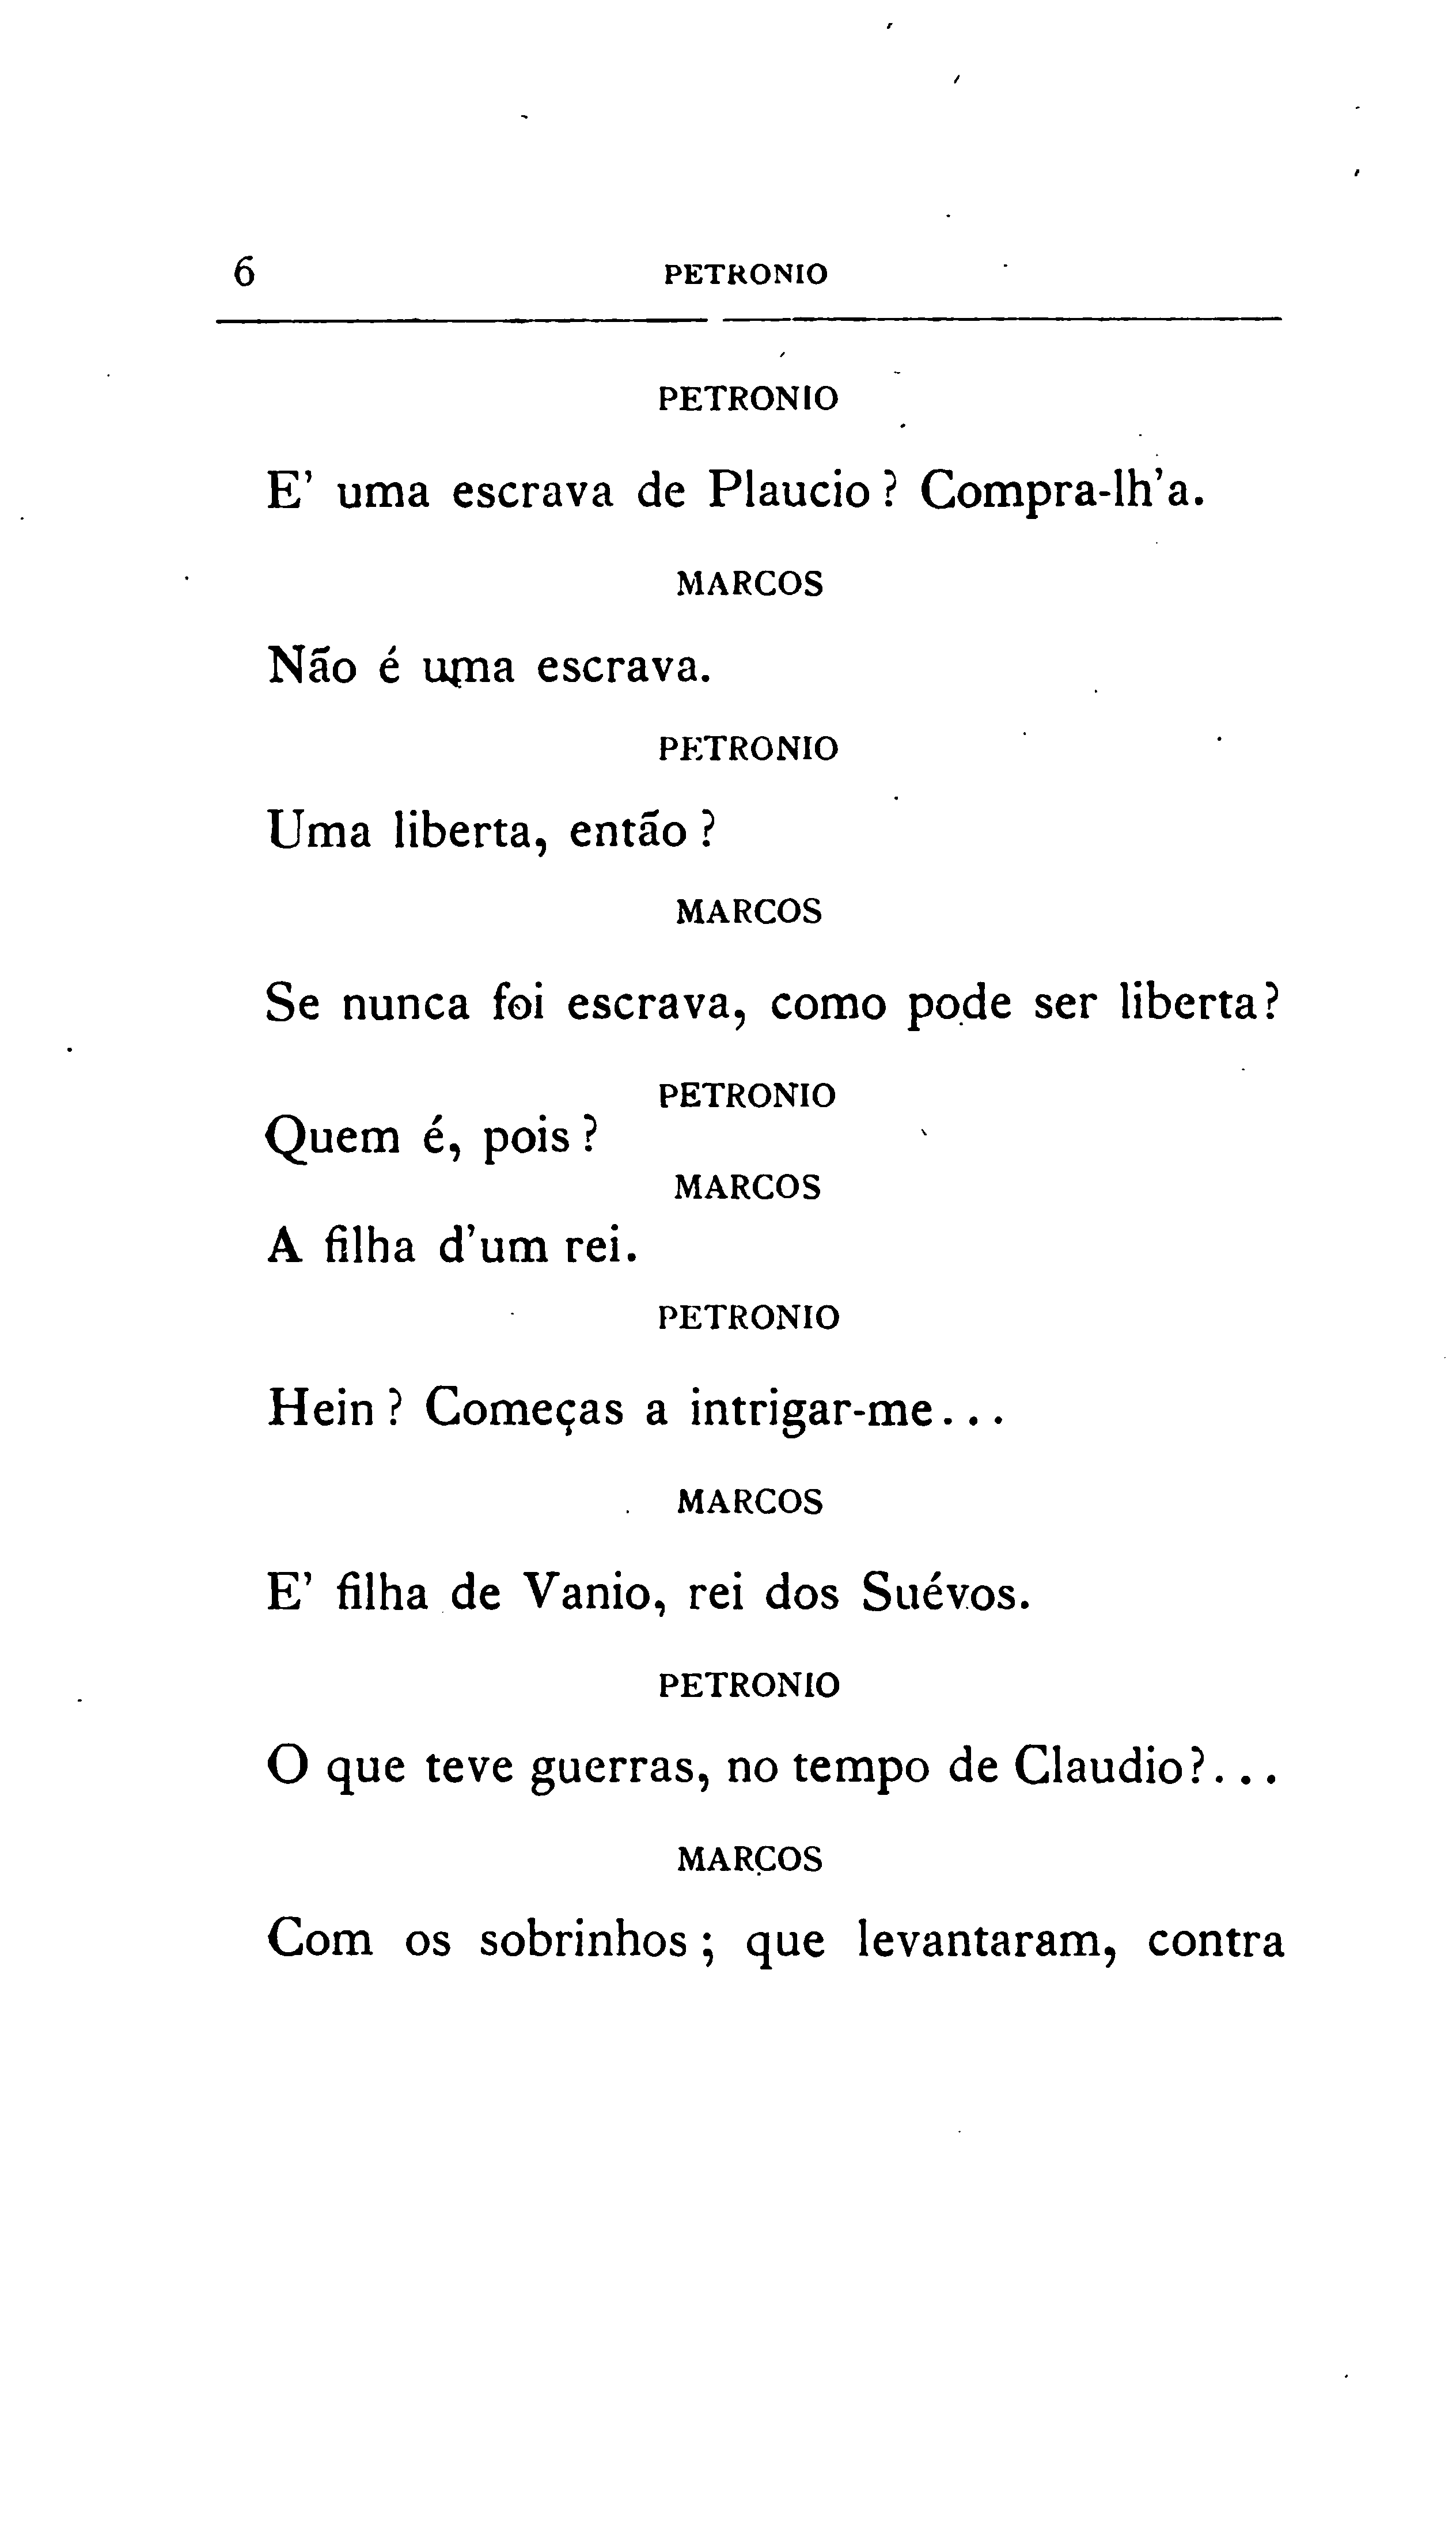 6 PETRONIO
PETRONIO
E' uma escrava de Plaucio? Compra-lh'a.
MARCOS
Não é uma escrava.
PETRONIO
Uma liberta, então?
MARCOS
Se nunca foi escrava, como pode ser liberta?
PETRONIO
Quem é, pois?
MARCOS
A filha d'um rei.
PETRONIO
Hein? Começas a intrigar-me...
MARCOS
E' filha de Vanio, rei dos Suévos.
PETRONIO
O que teve guerras, no tempo de Claudio?...
MARCOS
Com os sobrinhos; que levantaram, contra